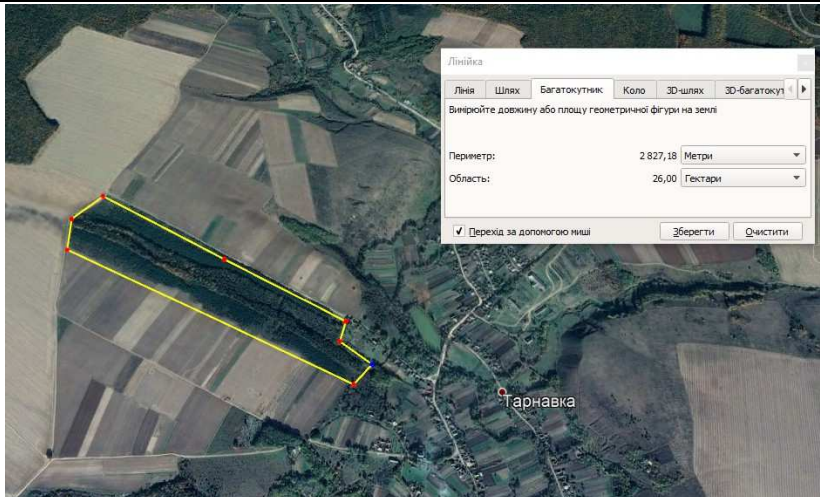 Лінійка
Лінія Шлях Багатокутник Коло 3D-шлях 3D-багатокут
Вимірюйте довжину або площу геометричної фігури на землі
Периметр: 2 827,18 Метри
Область: 26,00 Гектари
Перехід за допомогою миші Зберегти Очистити
Тарнавка